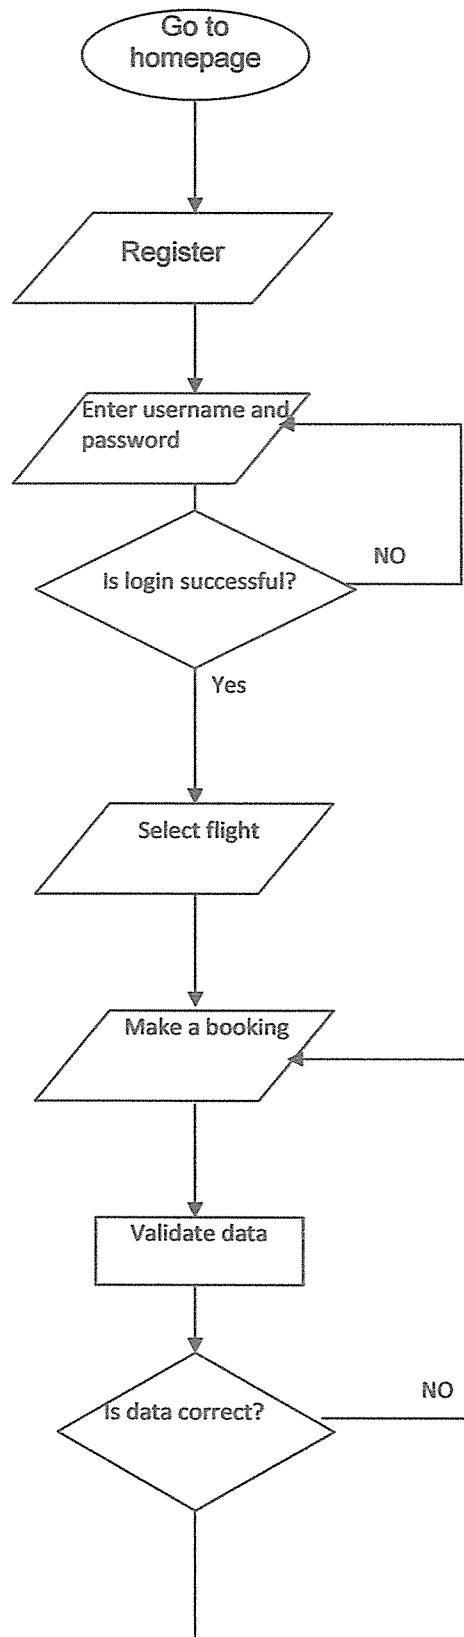 Go to
homepage
Register
Enter username and
password
NO
Is login successful?
Yes
Select flight
Make a booking
Validate data
NO
Is data correct?